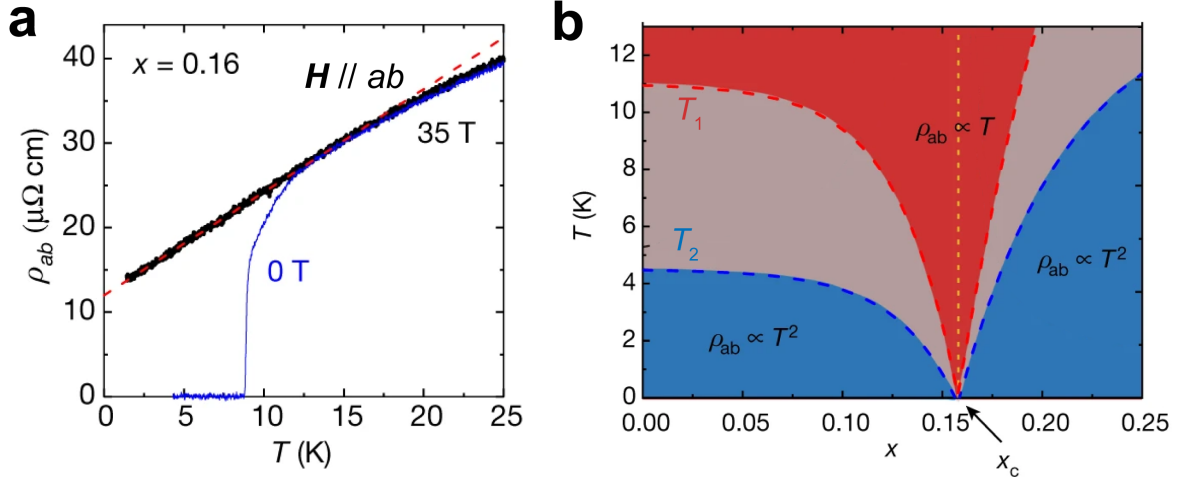 a
x = 0.16
H // ab
35 T
0 T
40
30
20
10
0
ρab (μΩ cm)
0 5 10 15 20 25
T (K)
b
T1
ρab ∝ T
T2
ρab ∝ T2
ρab ∝ T2
12
10
8
6
4
2
0
T (K)
0.00 0.05 0.10 0.15 0.20 0.25
x
xc